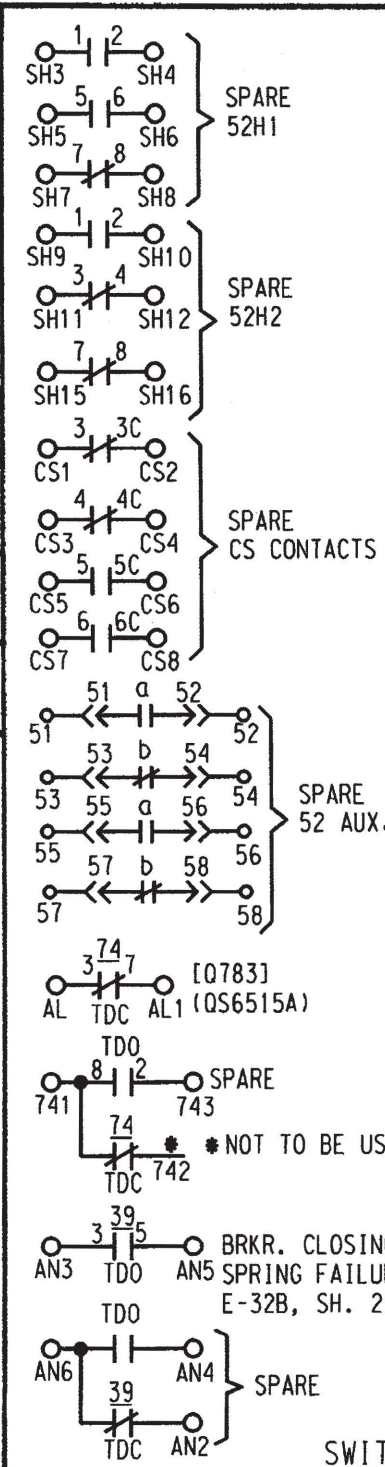 1 2
SH3 SH4
5 6
SH5 SH6
7 8
SH7 SH8
SPARE
52H1
1 2
SH9 SH10
3 4
SH11 SH12
7 8
SH15 SH16
SPARE
52H2
3 3C
CS1 CS2
4 4C
CS3 CS4
5 5C
CS5 CS6
6 6C
CS7 CS8
SPARE
CS CONTACTS
51 a 52
51 52
53 b 54
53 54
55 a 56
55 56
57 b 58
57 58
SPARE
52 AUX.
74
3 7
AL TDC AL1
[Q783]
(QS6515A)
TDO
8 2
741 743 SPARE
74 *
TDC 742
* NOT TO BE US
39
3 5
AN3 TDO AN5
BRKR. CLOSING
SPRING FAILU
E-32B, SH. 2
TDO
AN6 AN4
39
TDC AN2
SPARE
SWIT